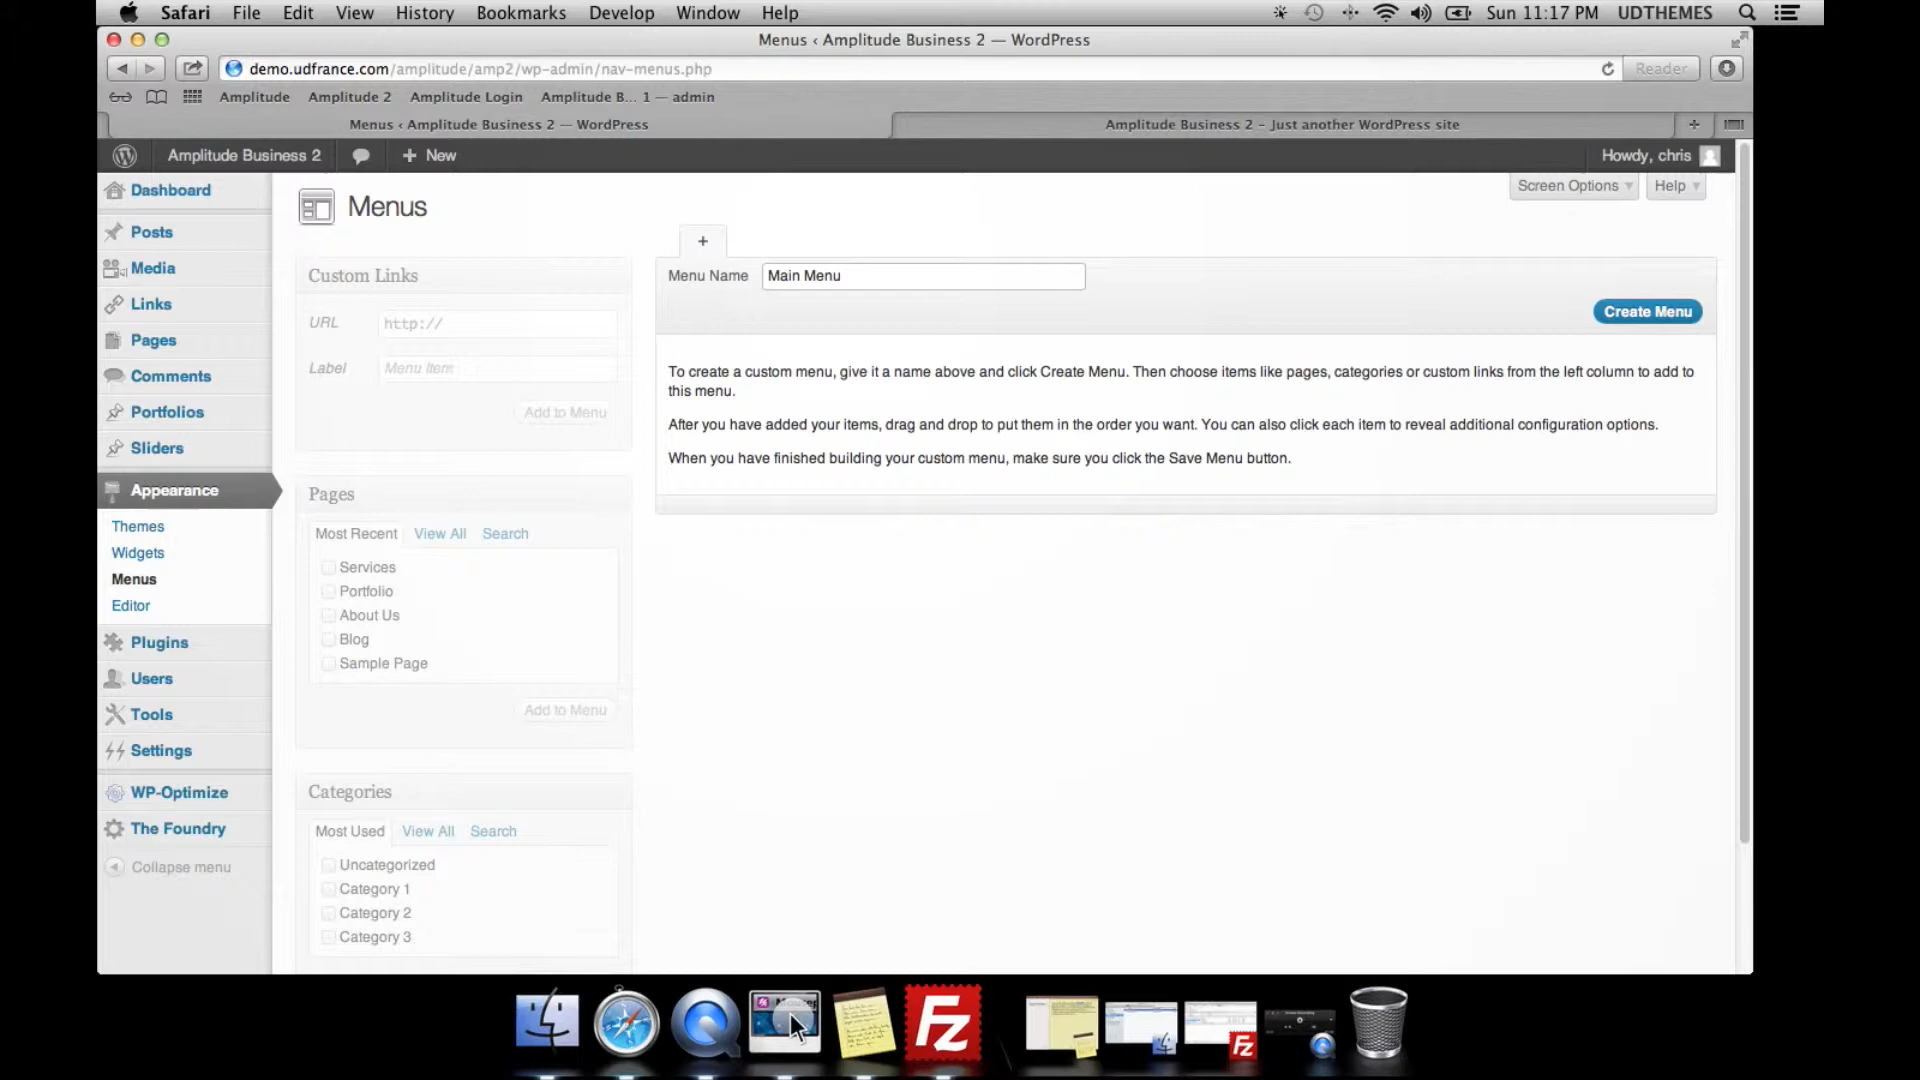 Safari File Edit View History Bookmarks Develop Window Help Sun 11:17 PM UDTHEMES
Menus ‹ Amplitude Business 2 — WordPress
demo.udfrance.com/amplitude/amp2/wp-admin/nav-menus.php Reader
Amplitude Amplitude 2 Amplitude Login Amplitude B... 1 — admin
Menus ‹ Amplitude Business 2 — WordPress Amplitude Business 2 – Just another WordPress site
Amplitude Business 2 + New Howdy, chris
Screen Options Help
Dashboard
Posts
Media
Links
Pages
Comments
Portfolios
Sliders
Appearance
Themes
Widgets
Menus
Editor
Plugins
Users
Tools
Settings
WP-Optimize
The Foundry
Collapse menu
Menus
Custom Links
URL http://
Label Menu Item
Add to Menu
Pages
Most Recent View All Search
Services
Portfolio
About Us
Blog
Sample Page
Add to Menu
Categories
Most Used View All Search
Uncategorized
Category 1
Category 2
Category 3
+
Menu Name Main Menu
Create Menu
To create a custom menu, give it a name above and click Create Menu. Then choose items like pages, categories or custom links from the left column to add to
this menu.
After you have added your items, drag and drop to put them in the order you want. You can also click each item to reveal additional configuration options.
When you have finished building your custom menu, make sure you click the Save Menu button.
Fz
Fz